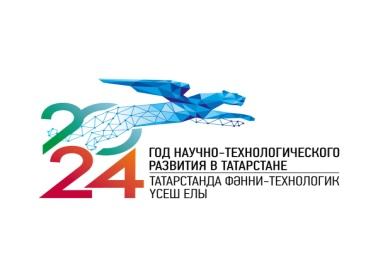 2024
ГОД НАУЧНО-ТЕХНОЛОГИЧЕСКОГО
РАЗВИТИЯ В ТАТАРСТАНЕ
ТАТАРСТАНДА ФӘННИ-ТЕХНОЛОГИК
ҮСЕШ ЕЛЫ